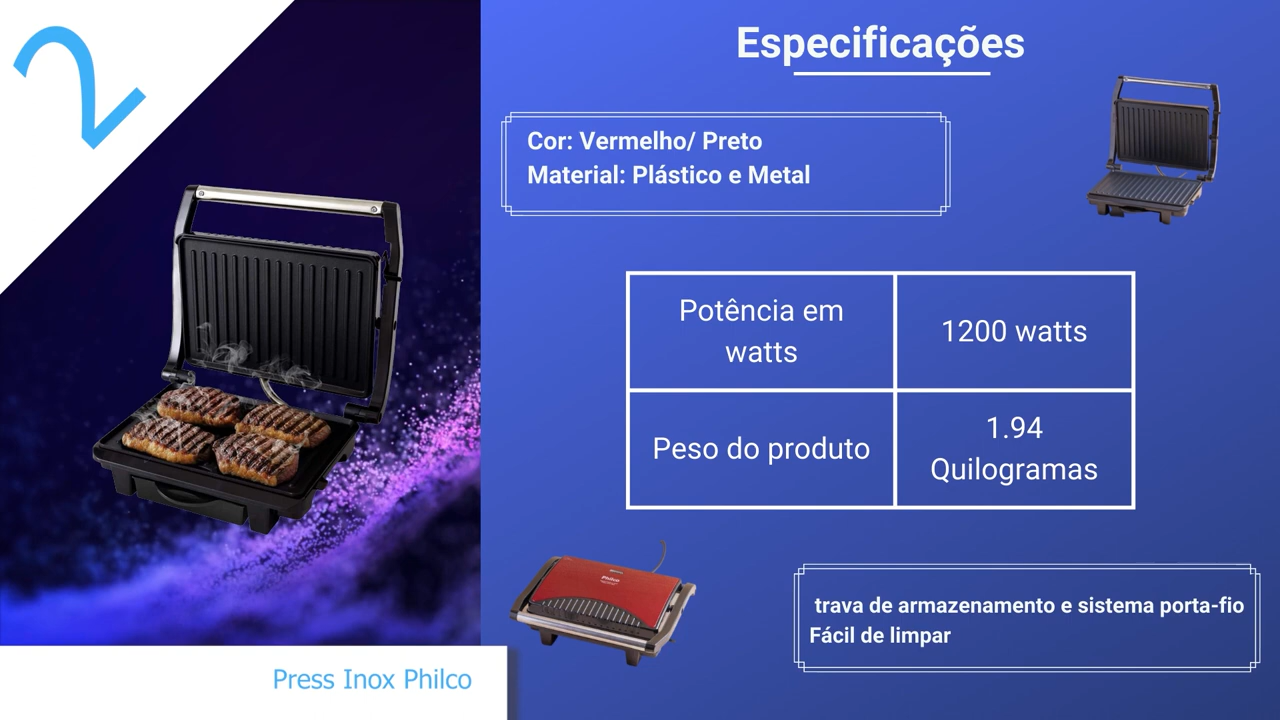 2
Especificações
Cor: Vermelho/ Preto
Material: Plástico e Metal
Potência em
watts
1200 watts
Peso do produto
1.94
Quilogramas
Philco
trava de armazenamento e sistema porta-fio
Fácil de limpar
Press Inox Philco